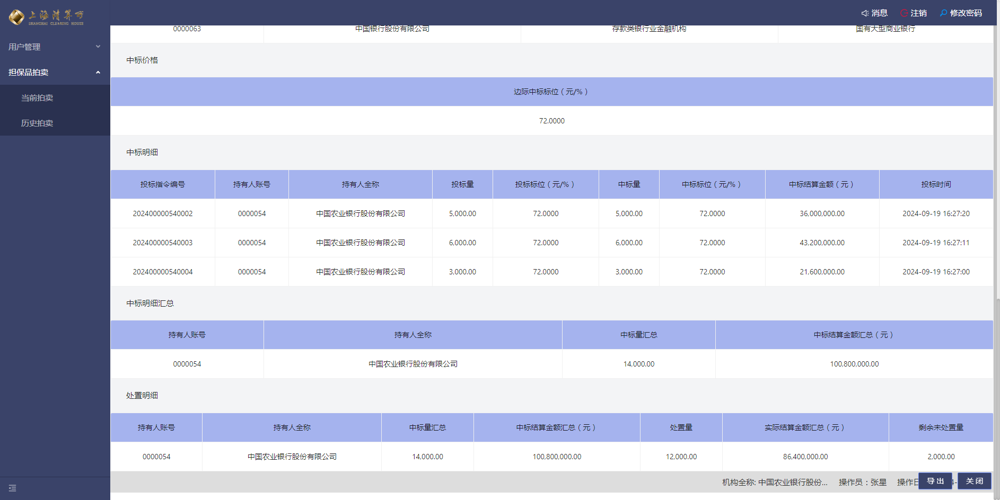 上海清算所
SHANGHAI CLEARING HOUSE
消息 注销 修改密码
用户管理
担保品拍卖
当前拍卖
历史拍卖
0000063 中国银行股份有限公司 存款类银行业金融机构 国有大型商业银行
中标价格
边际中标标位（元/%）
72.0000
中标明细
投标指令编号 持有人账号 持有人全称 投标量 投标标位（元/%） 中标量 中标标位（元/%） 中标结算金额（元） 投标时间
202400000540002 0000054 中国农业银行股份有限公司 5,000.00 72.0000 5,000.00 72.0000 36,000,000.00 2024-09-19 16:27:20
202400000540003 0000054 中国农业银行股份有限公司 6,000.00 72.0000 6,000.00 72.0000 43,200,000.00 2024-09-19 16:27:11
202400000540004 0000054 中国农业银行股份有限公司 3,000.00 72.0000 3,000.00 72.0000 21,600,000.00 2024-09-19 16:27:00
中标明细汇总
持有人账号 持有人全称 中标量汇总 中标结算金额汇总（元）
0000054 中国农业银行股份有限公司 14,000.00 100,800,000.00
处置明细
持有人账号 持有人全称 中标量汇总 中标结算金额汇总（元） 处置量 实际结算金额汇总（元） 剩余未处置量
0000054 中国农业银行股份有限公司 14,000.00 100,800,000.00 12,000.00 86,400,000.00 2,000.00
机构全称: 中国农业银行股份... 操作员：张星 操作日 导出 关闭